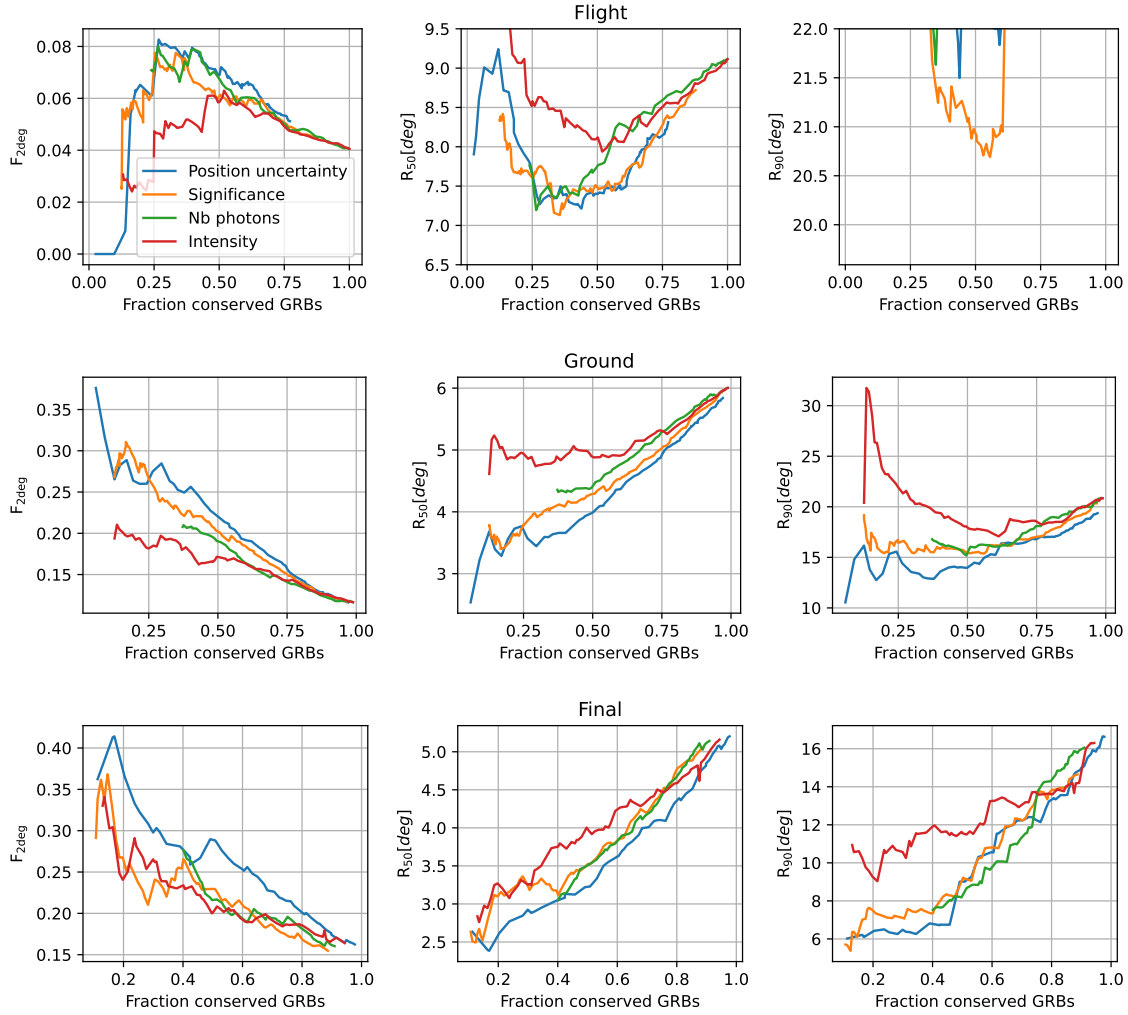 Flight
0.08
0.06
0.04
0.02
0.00
F2deg
0.00 0.25 0.50 0.75 1.00
Fraction conserved GRBs
Position uncertainty
Significance
Nb photons
Intensity
9.5
9.0
8.5
8.0
7.5
7.0
6.5
R50[deg]
0.00 0.25 0.50 0.75 1.00
Fraction conserved GRBs
22.0
21.5
21.0
20.5
20.0
R90[deg]
0.00 0.25 0.50 0.75 1.00
Fraction conserved GRBs
Ground
0.35
0.30
0.25
0.20
0.15
F2deg
0.25 0.50 0.75 1.00
Fraction conserved GRBs
6
5
4
3
R50[deg]
0.25 0.50 0.75 1.00
Fraction conserved GRBs
30
25
20
15
10
R90[deg]
0.25 0.50 0.75 1.00
Fraction conserved GRBs
Final
0.40
0.35
0.30
0.25
0.20
0.15
F2deg
0.2 0.4 0.6 0.8 1.0
Fraction conserved GRBs
5.0
4.5
4.0
3.5
3.0
2.5
R50[deg]
0.2 0.4 0.6 0.8 1.0
Fraction conserved GRBs
16
14
12
10
8
6
R90[deg]
0.2 0.4 0.6 0.8 1.0
Fraction conserved GRBs